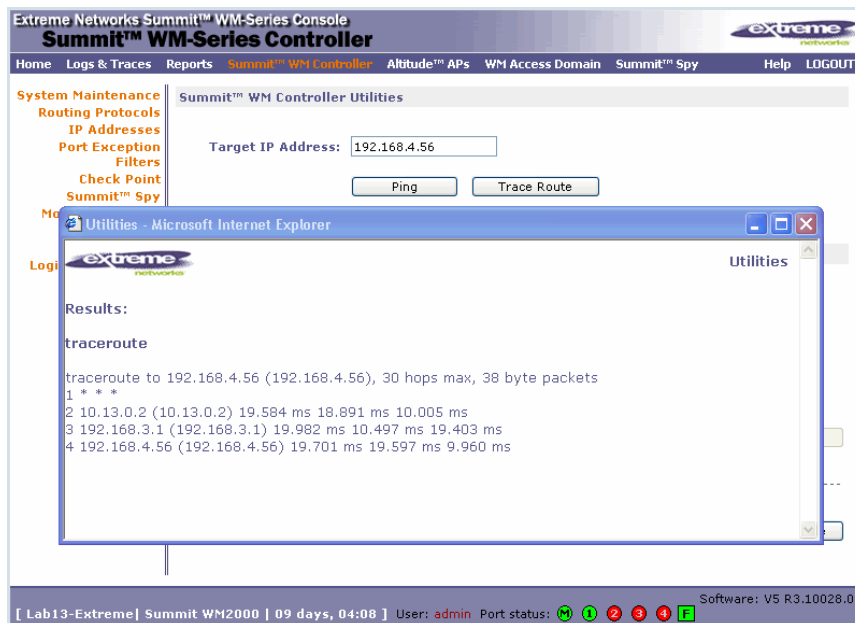 Extreme Networks Summit™ WM-Series Console
Summit™ WM-Series Controller
extreme
networks
Home Logs & Traces Reports Summit™ WM Controller Altitude™ APs WM Access Domain Summit™ Spy Help LOGOUT
System Maintenance
Routing Protocols
IP Addresses
Port Exception
Filters
Check Point
Summit™ Spy
Mo
Logi
Summit™ WM Controller Utilities
Target IP Address: 192.168.4.56
Ping Trace Route
Utilities - Microsoft Internet Explorer
extreme
networks
Utilities
Results:
traceroute
traceroute to 192.168.4.56 (192.168.4.56), 30 hops max, 38 byte packets
1 * * *
2 10.13.0.2 (10.13.0.2) 19.584 ms 18.891 ms 10.005 ms
3 192.168.3.1 (192.168.3.1) 19.982 ms 10.497 ms 19.403 ms
4 192.168.4.56 (192.168.4.56) 19.701 ms 19.597 ms 9.960 ms
Software: V5 R3.10028.0
[ Lab13-Extreme| Summit WM2000 | 09 days, 04:08 ] User: admin Port status: M 1 2 3 4 F